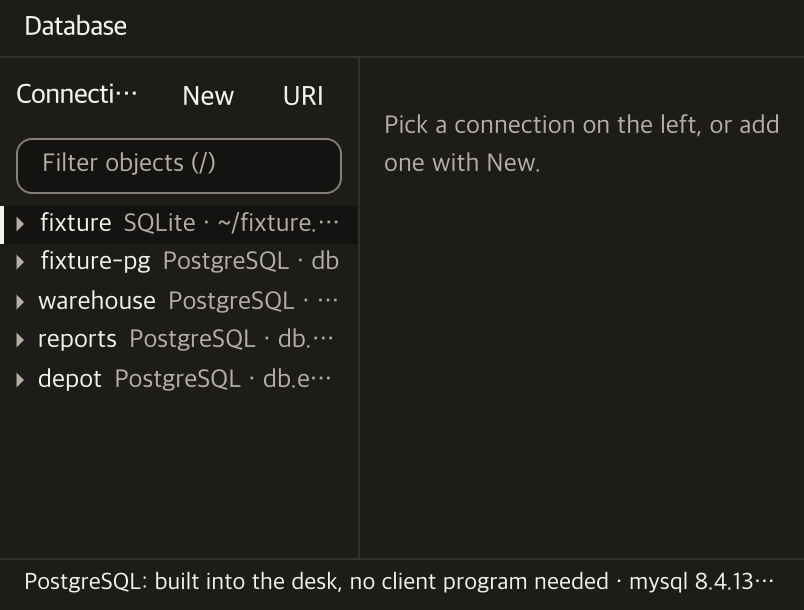 Database
Connecti⋯ New URI
Filter objects (/)
fixture SQLite · ~/fixture.⋯
fixture-pg PostgreSQL · db
warehouse PostgreSQL · ⋯
reports PostgreSQL · db.⋯
depot PostgreSQL · db.e⋯
Pick a connection on the left, or add
one with New.
PostgreSQL: built into the desk, no client program needed · mysql 8.4.13⋯